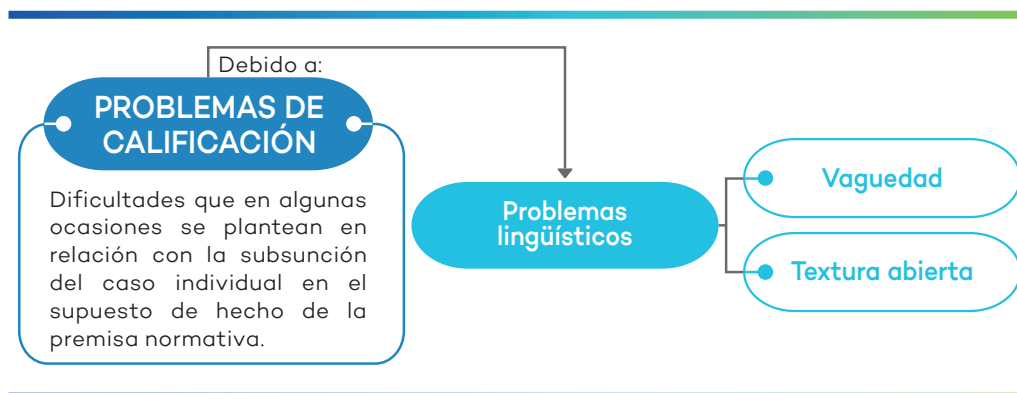 Debido a:
PROBLEMAS DE
CALIFICACIÓN
Dificultades que en algunas
ocasiones se plantean en
relación con la subsunción
del caso individual en el
supuesto de hecho de la
premisa normativa.
Problemas
lingüísticos
Vaguedad
Textura abierta